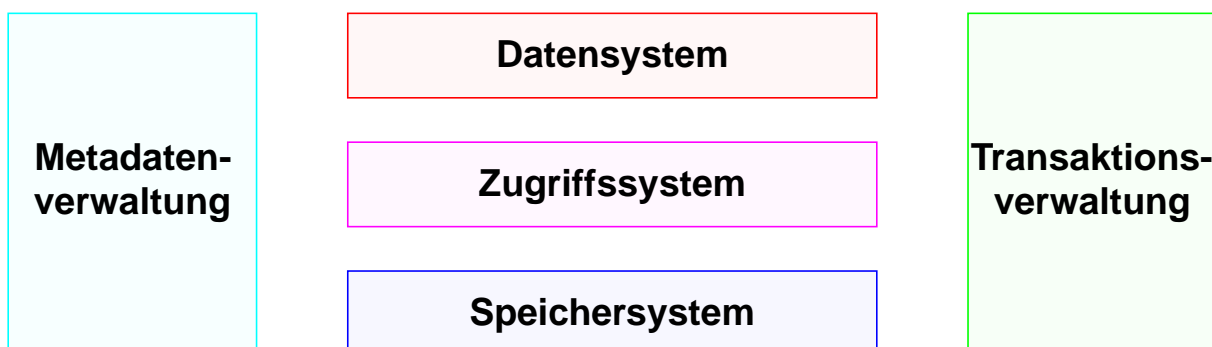 Datensystem
Metadaten-
verwaltung
Zugriffssystem
Transaktions-
verwaltung
Speichersystem